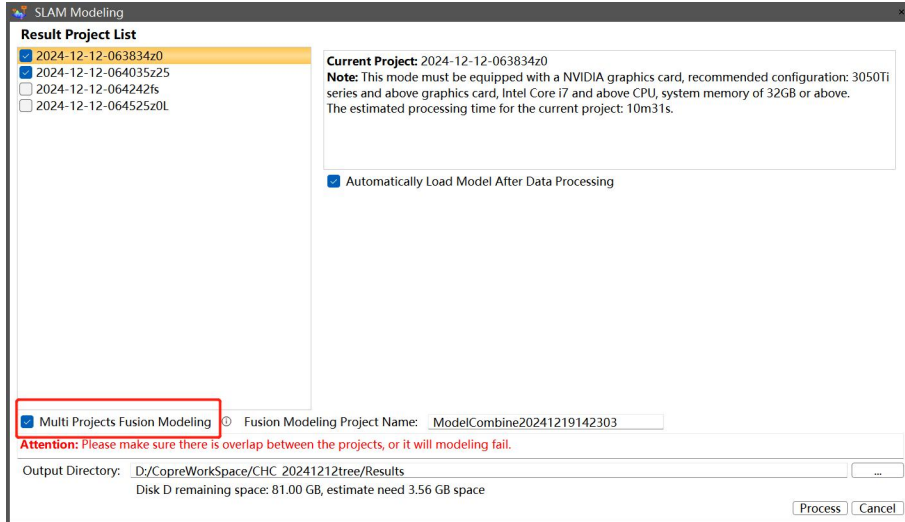 SLAM Modeling
Result Project List
2024-12-12-063834z0
2024-12-12-064035z25
2024-12-12-064242fs
2024-12-12-064525z0L
Current Project: 2024-12-12-063834z0
Note: This mode must be equipped with a NVIDIA graphics card, recommended configuration: 3050Ti
series and above graphics card, Intel Core i7 and above CPU, system memory of 32GB or above.
The estimated processing time for the current project: 10m31s.
Automatically Load Model After Data Processing
Multi Projects Fusion Modeling Fusion Modeling Project Name: ModelCombine20241219142303
Attention: Please make sure there is overlap between the projects, or it will modeling fail.
Output Directory: D:/CopreWorkSpace/CHC_20241212tree/Results ...
Disk D remaining space: 81.00 GB, estimate need 3.56 GB space
Process Cancel